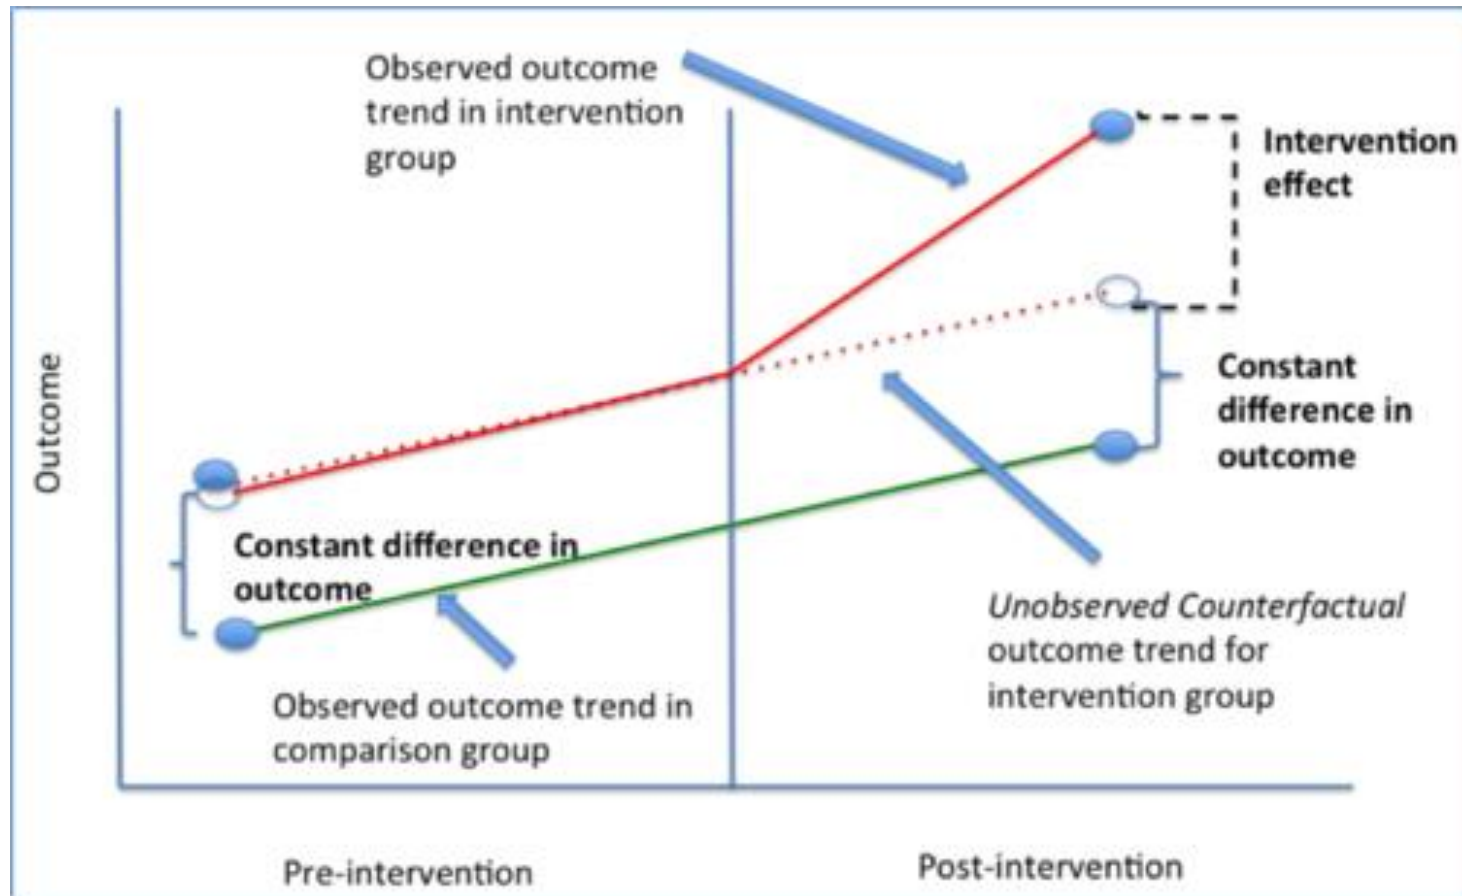 Observed outcome
trend in intervention
group
Intervention
effect
Outcome
Constant
difference in
outcome
Constant difference in
outcome
Unobserved Counterfactual
outcome trend for
intervention group
Observed outcome trend in
comparison group
Pre-intervention
Post-intervention